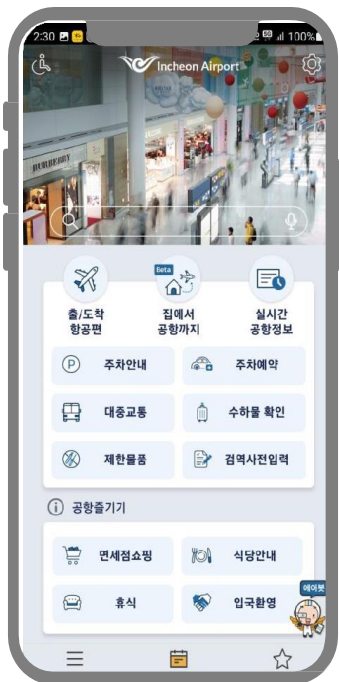 2:30
100%
Incheon Airport
BURBERRY
Beta
출/도착
항공편
집에서
공항까지
실시간
공항정보
P
주차안내
주차예약
대중교통
수하물 확인
제한물품
검역사전입력
i 공항즐기기
면세점쇼핑
식당안내
휴식
입국환영
에어봇